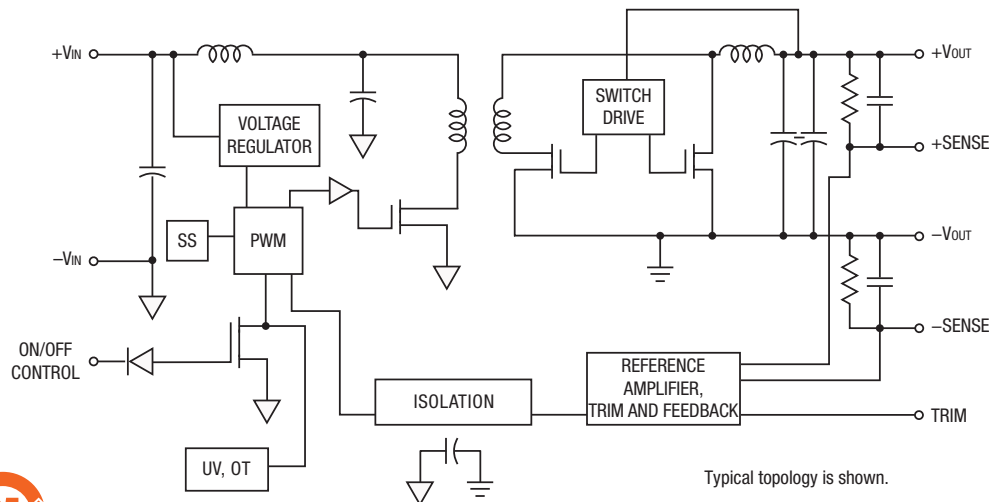 +VIN
+VOUT
SWITCH
DRIVE
VOLTAGE
REGULATOR
+SENSE
SS
PWM
−VIN
−VOUT
−SENSE
ON/OFF
CONTROL
REFERENCE
AMPLIFIER,
TRIM AND FEEDBACK
ISOLATION
TRIM
UV, OT
Typical topology is shown.